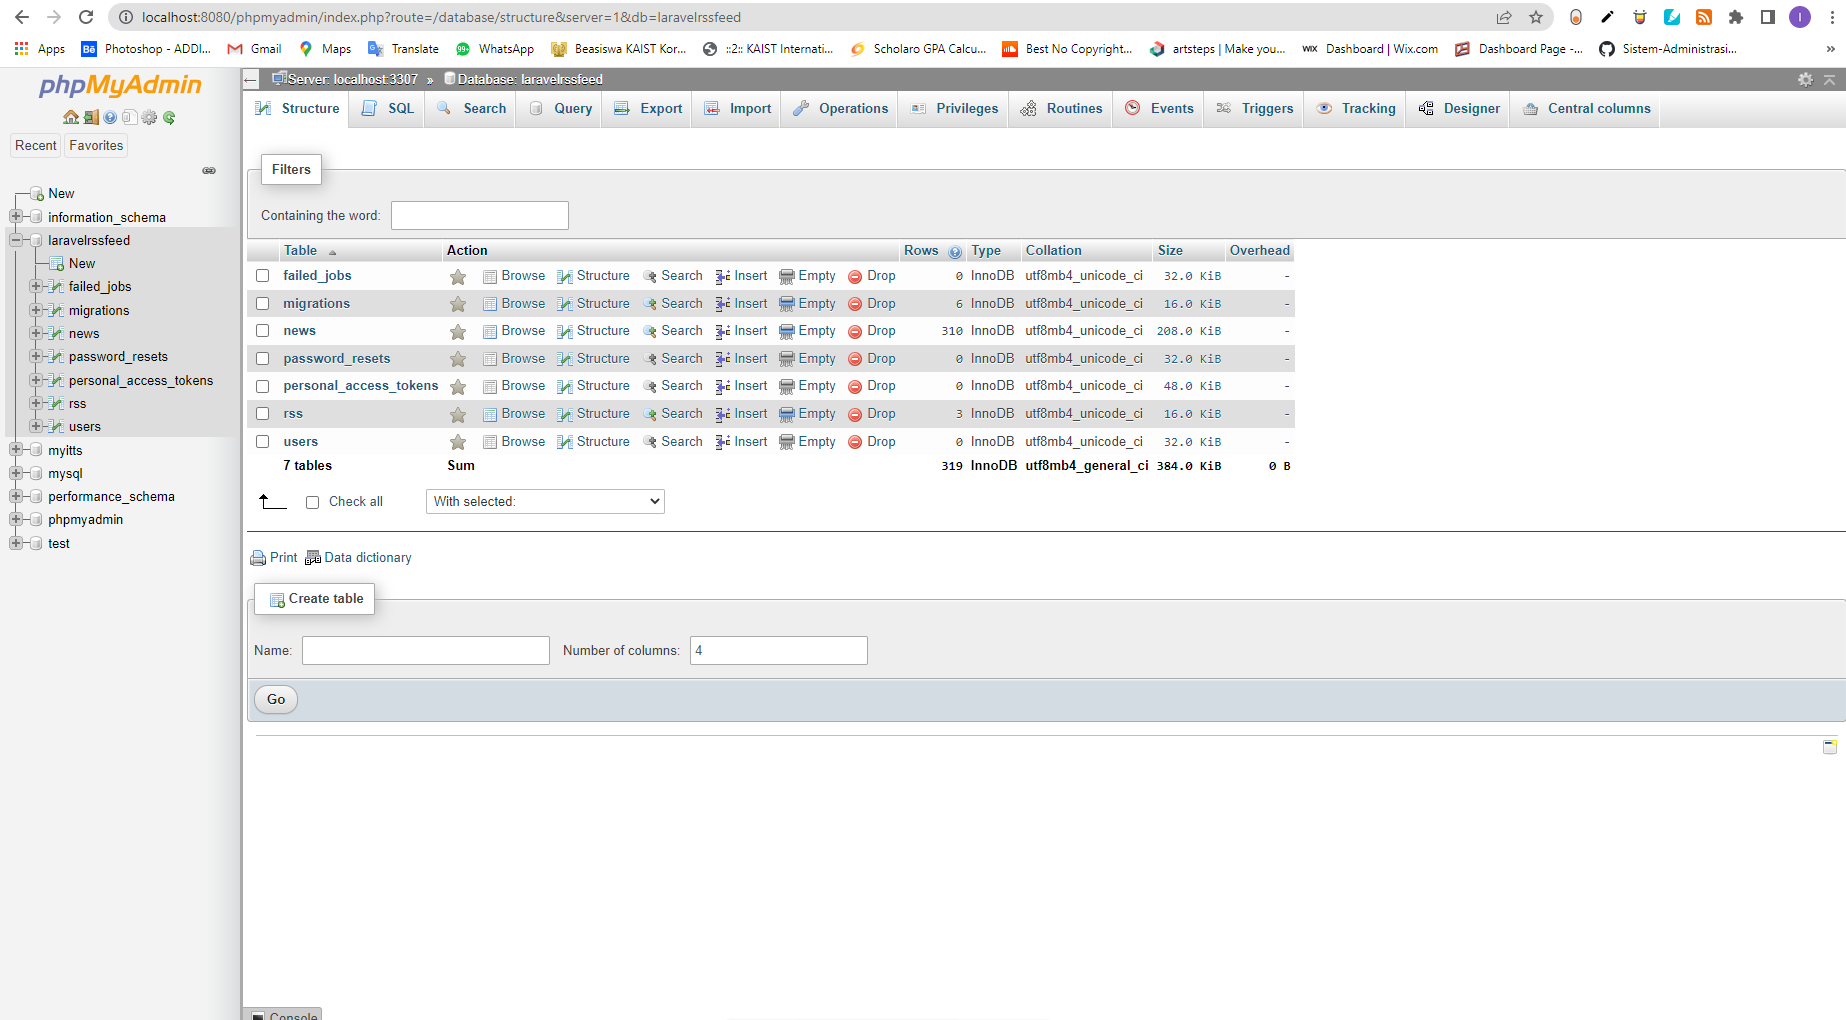 localhost:8080/phpmyadmin/index.php?route=/database/structure&server=1&db=laravelrssfeed
Apps Photoshop - ADDI... Gmail Maps Translate WhatsApp Beasiswa KAIST Kor... ::2:: KAIST Internati... Scholaro GPA Calcu... Best No Copyright... artsteps | Make you... Dashboard | Wix.com Dashboard Page -... Sistem-Administrasi... »
phpMyAdmin
Recent Favorites
New
information_schema
laravelrssfeed
New
failed_jobs
migrations
news
password_resets
personal_access_tokens
rss
users
myitts
mysql
performance_schema
phpmyadmin
test
Server: localhost:3307 » Database: laravelrssfeed
Structure SQL Search Query Export Import Operations Privileges Routines Events Triggers Tracking Designer Central columns
Filters
Containing the word:
Table Action Rows Type Collation Size Overhead
failed_jobs Browse Structure Search Insert Empty Drop 0 InnoDB utf8mb4_unicode_ci 32.0 KiB -
migrations Browse Structure Search Insert Empty Drop 6 InnoDB utf8mb4_unicode_ci 16.0 KiB -
news Browse Structure Search Insert Empty Drop 310 InnoDB utf8mb4_unicode_ci 208.0 KiB -
password_resets Browse Structure Search Insert Empty Drop 0 InnoDB utf8mb4_unicode_ci 32.0 KiB -
personal_access_tokens Browse Structure Search Insert Empty Drop 0 InnoDB utf8mb4_unicode_ci 48.0 KiB -
rss Browse Structure Search Insert Empty Drop 3 InnoDB utf8mb4_unicode_ci 16.0 KiB -
users Browse Structure Search Insert Empty Drop 0 InnoDB utf8mb4_unicode_ci 32.0 KiB -
7 tables Sum 319 InnoDB utf8mb4_general_ci 384.0 KiB 0 B
Check all With selected:
Print Data dictionary
Create table
Name: Number of columns: 4
Go
Console